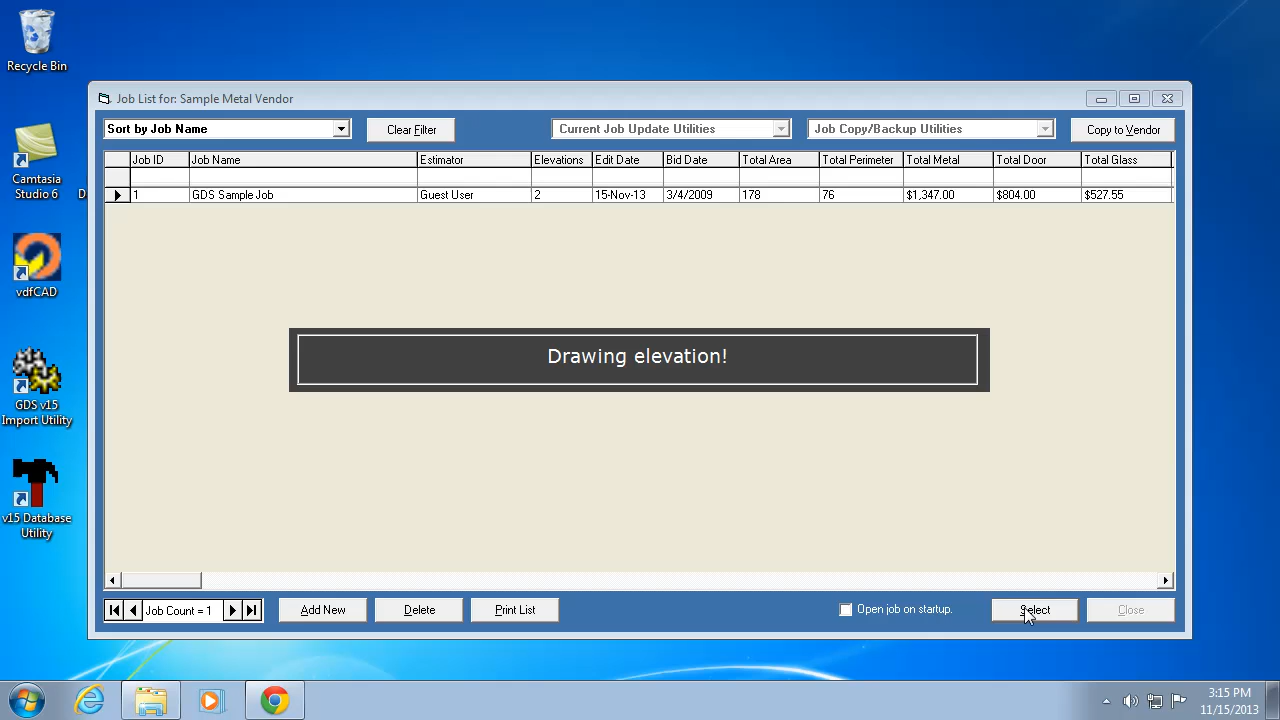 Recycle Bin
Camtasia
Studio 6
D
vdfCAD
GDS v15
Import Utility
v15 Database
Utility
Job List for: Sample Metal Vendor
Sort by Job Name
Clear Filter
Current Job Update Utilities
Job Copy/Backup Utilities
Copy to Vendor
Job ID Job Name Estimator Elevations Edit Date Bid Date Total Area Total Perimeter Total Metal Total Door Total Glass
1 GDS Sample Job Guest User 2 15-Nov-13 3/4/2009 178 76 $1,347.00 $804.00 $527.55
Drawing elevation!
Job Count = 1
Add New
Delete
Print List
Open job on startup.
Select
Close
3:15 PM
11/15/2013